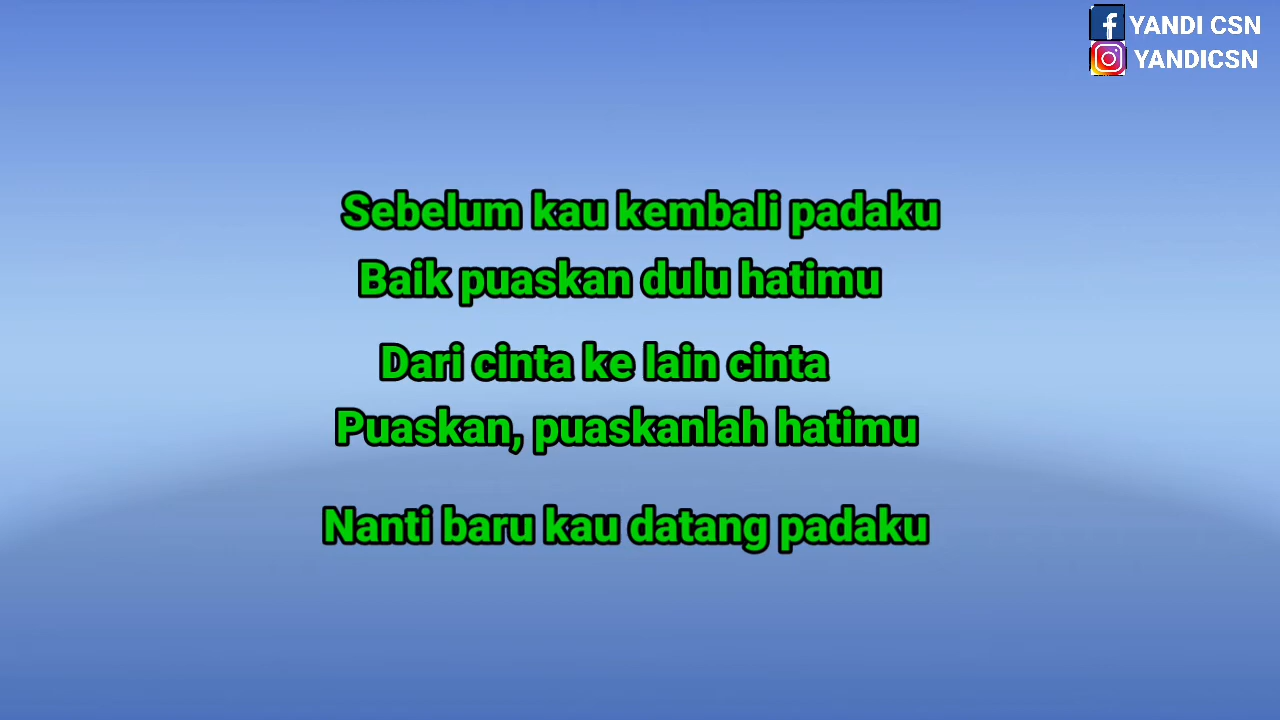 YANDI CSN
YANDICSN
Sebelum kau kembali padaku
Baik puaskan dulu hatimu
Dari cinta ke lain cinta
Puaskan, puaskanlah hatimu
Nanti baru kau datang padaku